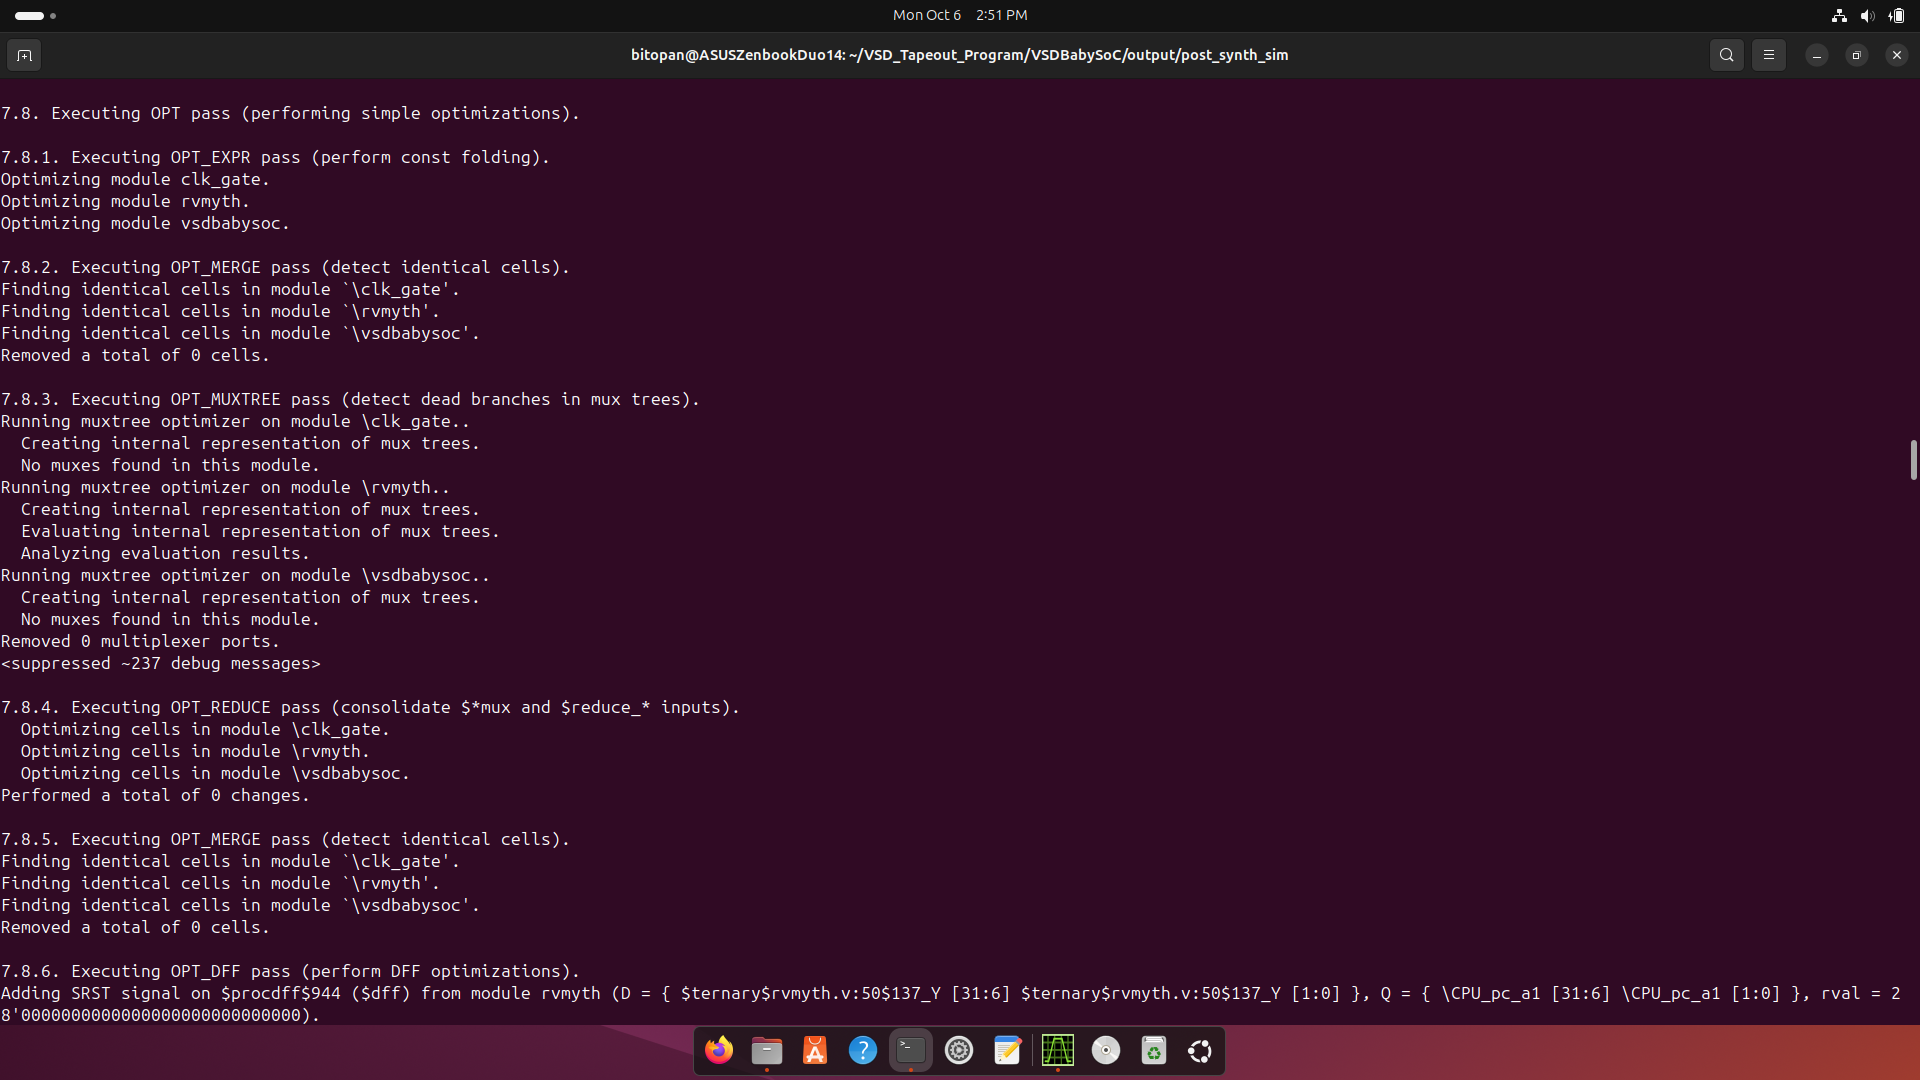 Mon Oct 6 2:51 PM
bitopan@ASUSZenbookDuo14: ~/VSD_Tapeout_Program/VSDBabySoC/output/post_synth_sim
7.8. Executing OPT pass (performing simple optimizations).
7.8.1. Executing OPT_EXPR pass (perform const folding).
Optimizing module clk_gate.
Optimizing module rvmyth.
Optimizing module vsdbabysoc.
7.8.2. Executing OPT_MERGE pass (detect identical cells).
Finding identical cells in module `\clk_gate'.
Finding identical cells in module `\rvmyth'.
Finding identical cells in module `\vsdbabysoc'.
Removed a total of 0 cells.
7.8.3. Executing OPT_MUXTREE pass (detect dead branches in mux trees).
Running muxtree optimizer on module \clk_gate..
  Creating internal representation of mux trees.
  No muxes found in this module.
Running muxtree optimizer on module \rvmyth..
  Creating internal representation of mux trees.
  Evaluating internal representation of mux trees.
  Analyzing evaluation results.
Running muxtree optimizer on module \vsdbabysoc..
  Creating internal representation of mux trees.
  No muxes found in this module.
Removed 0 multiplexer ports.
<suppressed ~237 debug messages>
7.8.4. Executing OPT_REDUCE pass (consolidate $*mux and $reduce_* inputs).
  Optimizing cells in module \clk_gate.
  Optimizing cells in module \rvmyth.
  Optimizing cells in module \vsdbabysoc.
Performed a total of 0 changes.
7.8.5. Executing OPT_MERGE pass (detect identical cells).
Finding identical cells in module `\clk_gate'.
Finding identical cells in module `\rvmyth'.
Finding identical cells in module `\vsdbabysoc'.
Removed a total of 0 cells.
7.8.6. Executing OPT_DFF pass (perform DFF optimizations).
Adding SRST signal on $procdff$944 ($dff) from module rvmyth (D = { $ternary$rvmyth.v:50$137_Y [31:6] $ternary$rvmyth.v:50$137_Y [1:0] }, Q = { \CPU_pc_a1 [31:6] \CPU_pc_a1 [1:0] }, rval = 2
8'0000000000000000000000000000).